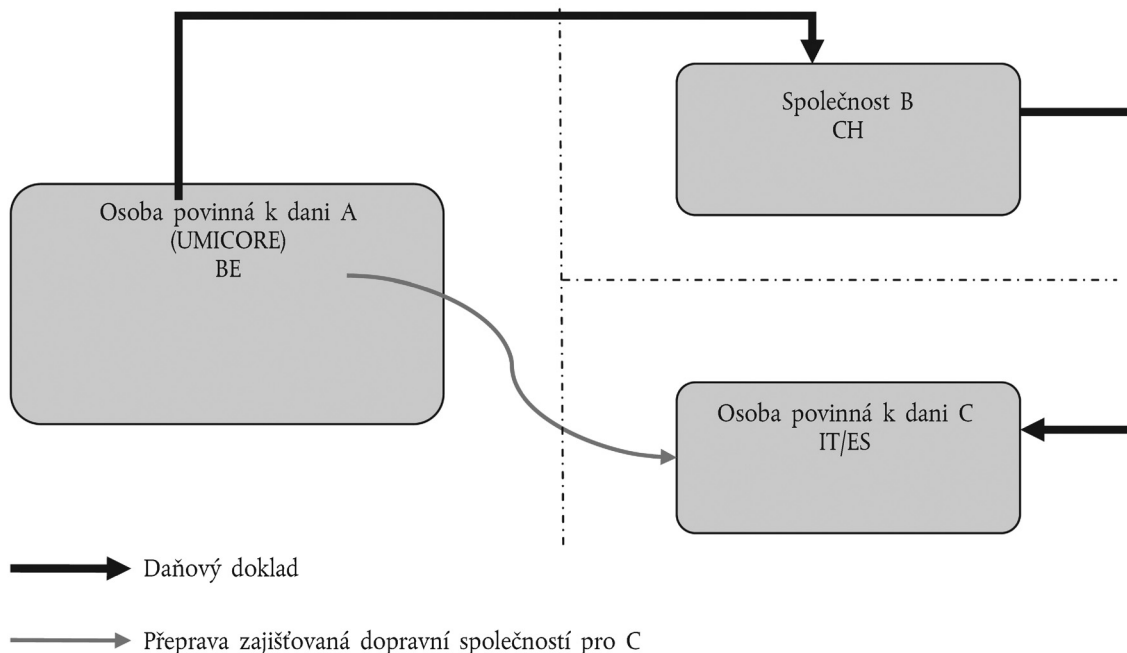 Společnost B
CH
Osoba povinná k dani A
(UMICORE)
BE
Osoba povinná k dani C
IT/ES
Daňový doklad
Přeprava zajišťovaná dopravní společností pro C